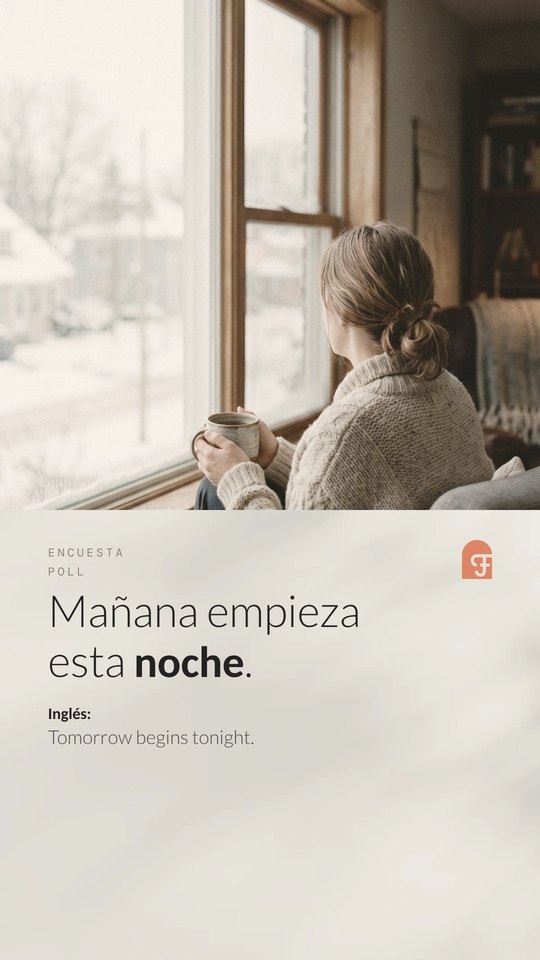 ENCUESTA
POLL
Mañana empieza
esta noche.
Inglés:
Tomorrow begins tonight.